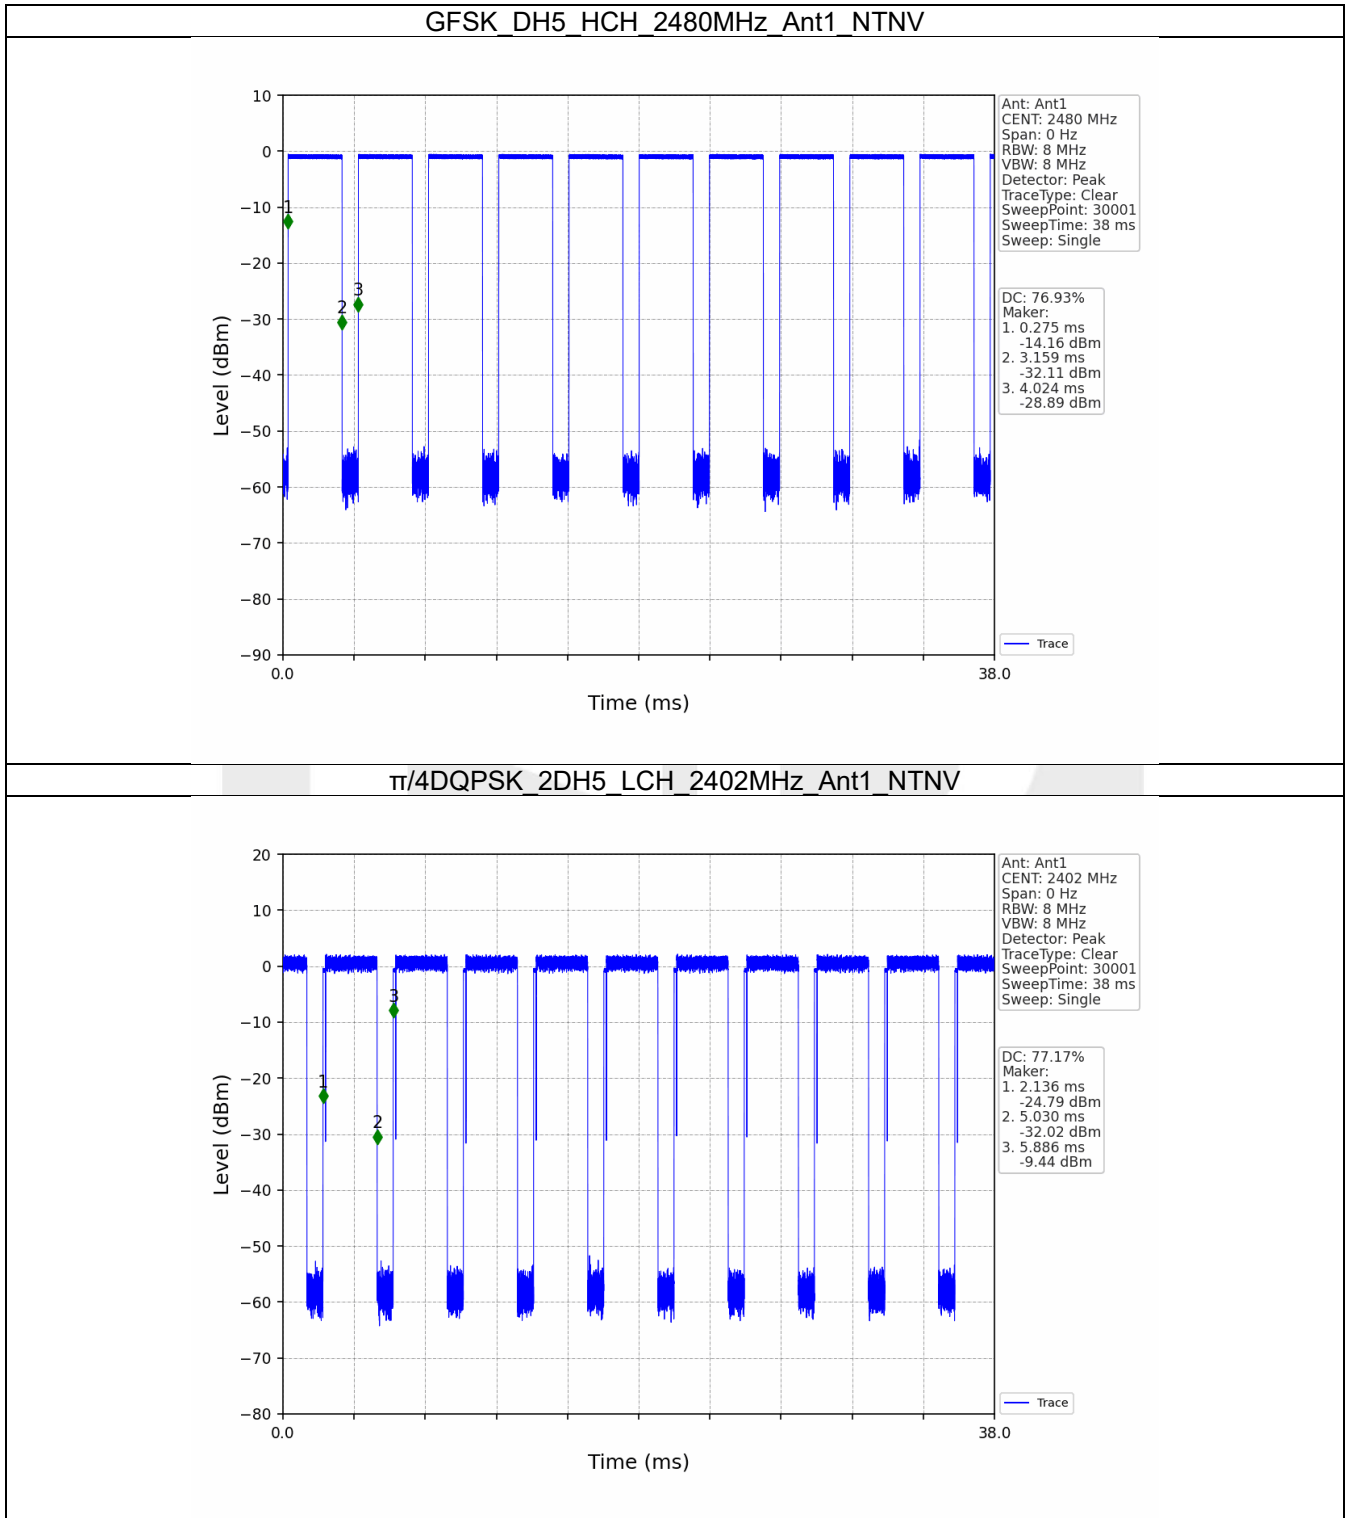 GFSK_DH5_HCH_2480MHz_Ant1_NTNV
10
0
−10
−20
−30
−40
−50
−60
−70
−80
−90
Level (dBm)
1
2
3
0.0
38.0
Time (ms)
Ant: Ant1
CENT: 2480 MHz
Span: 0 Hz
RBW: 8 MHz
VBW: 8 MHz
Detector: Peak
TraceType: Clear
SweepPoint: 30001
SweepTime: 38 ms
Sweep: Single
DC: 76.93%
Maker:
1. 0.275 ms
-14.16 dBm
2. 3.159 ms
-32.11 dBm
3. 4.024 ms
-28.89 dBm
Trace
π/4DQPSK_2DH5_LCH_2402MHz_Ant1_NTNV
20
10
0
−10
−20
−30
−40
−50
−60
−70
−80
Level (dBm)
1
2
3
0.0
38.0
Time (ms)
Ant: Ant1
CENT: 2402 MHz
Span: 0 Hz
RBW: 8 MHz
VBW: 8 MHz
Detector: Peak
TraceType: Clear
SweepPoint: 30001
SweepTime: 38 ms
Sweep: Single
DC: 77.17%
Maker:
1. 2.136 ms
-24.79 dBm
2. 5.030 ms
-32.02 dBm
3. 5.886 ms
-9.44 dBm
Trace